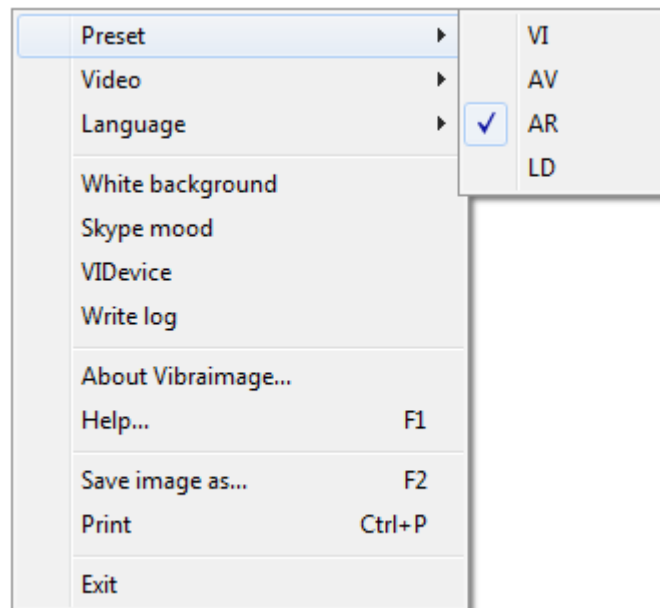 Preset
Video
Language
White background
Skype mood
VIDevice
Write log
About Vibraimage...
Help... F1
Save image as... F2
Print Ctrl+P
Exit
VI
AV
AR
LD